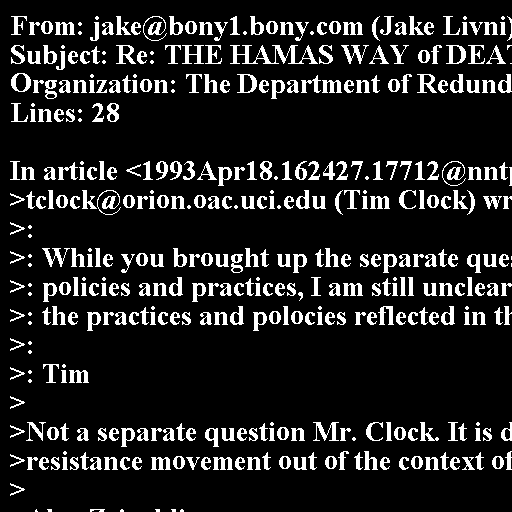 From: jake@bony1.bony.com (Jake Livni)
Subject: Re: THE HAMAS WAY of DEAT
Organization: The Department of Redund
Lines: 28

In article <1993Apr18.162427.17712@nntp
>tclock@orion.oac.uci.edu (Tim Clock) wr
>:
>: While you brought up the separate ques
>: policies and practices, I am still unclear
>: the practices and polocies reflected in th
>:
>: Tim
>
>Not a separate question Mr. Clock. It is d
>resistance movement out of the context of
>